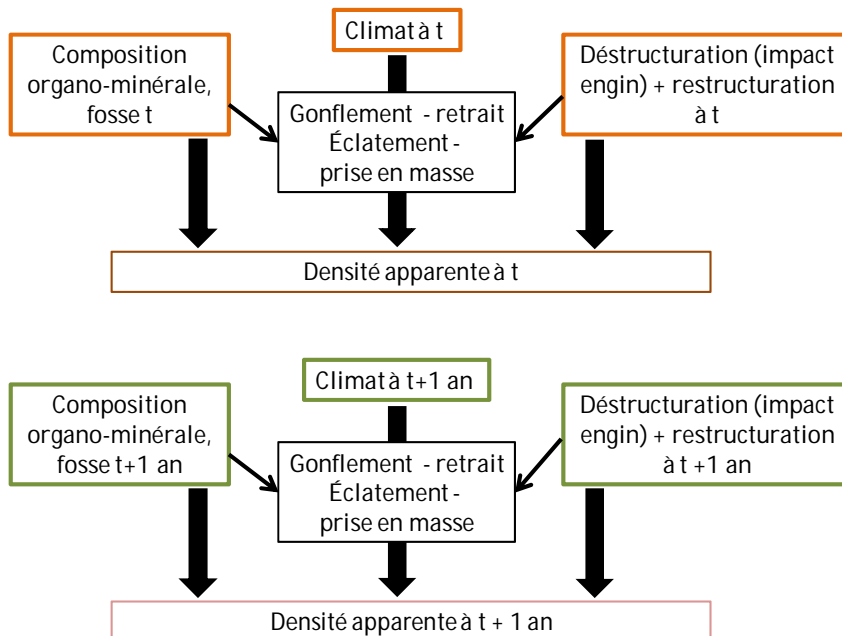 Climat à t
Composition
organo-minérale,
fosse t
Gonflement - retrait
Éclatement -
prise en masse
Déstructuration (impact
engin) + restructuration
à t
Densité apparente à t
Climat à t+1 an
Composition
organo-minérale,
fosse t+1 an
Gonflement - retrait
Éclatement -
prise en masse
Déstructuration (impact
engin) + restructuration
à t +1 an
Densité apparente à t + 1 an